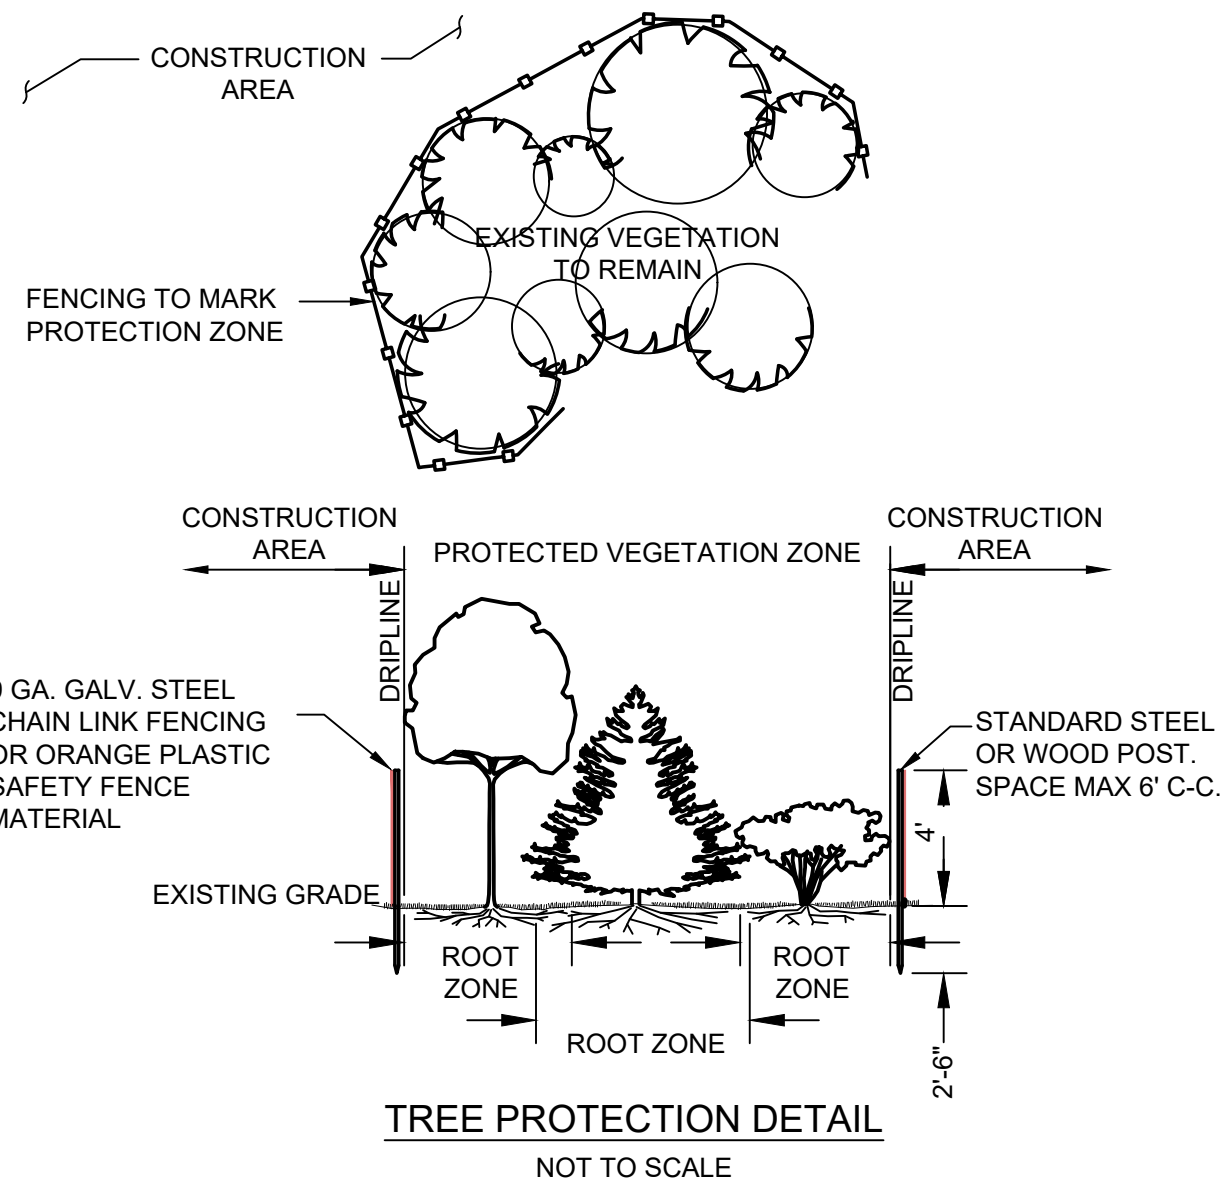 CONSTRUCTION
AREA
EXISTING VEGETATION
TO REMAIN
FENCING TO MARK
PROTECTION ZONE
CONSTRUCTION
AREA
PROTECTED VEGETATION ZONE
CONSTRUCTION
AREA
DRIPLINE
DRIPLINE
GA. GALV. STEEL
CHAIN LINK FENCING
OR ORANGE PLASTIC
SAFETY FENCE
MATERIAL
STANDARD STEEL
OR WOOD POST.
SPACE MAX 6' C-C.
4'
EXISTING GRADE
ROOT
ZONE
ROOT
ZONE
ROOT ZONE
2'-6"
TREE PROTECTION DETAIL
NOT TO SCALE